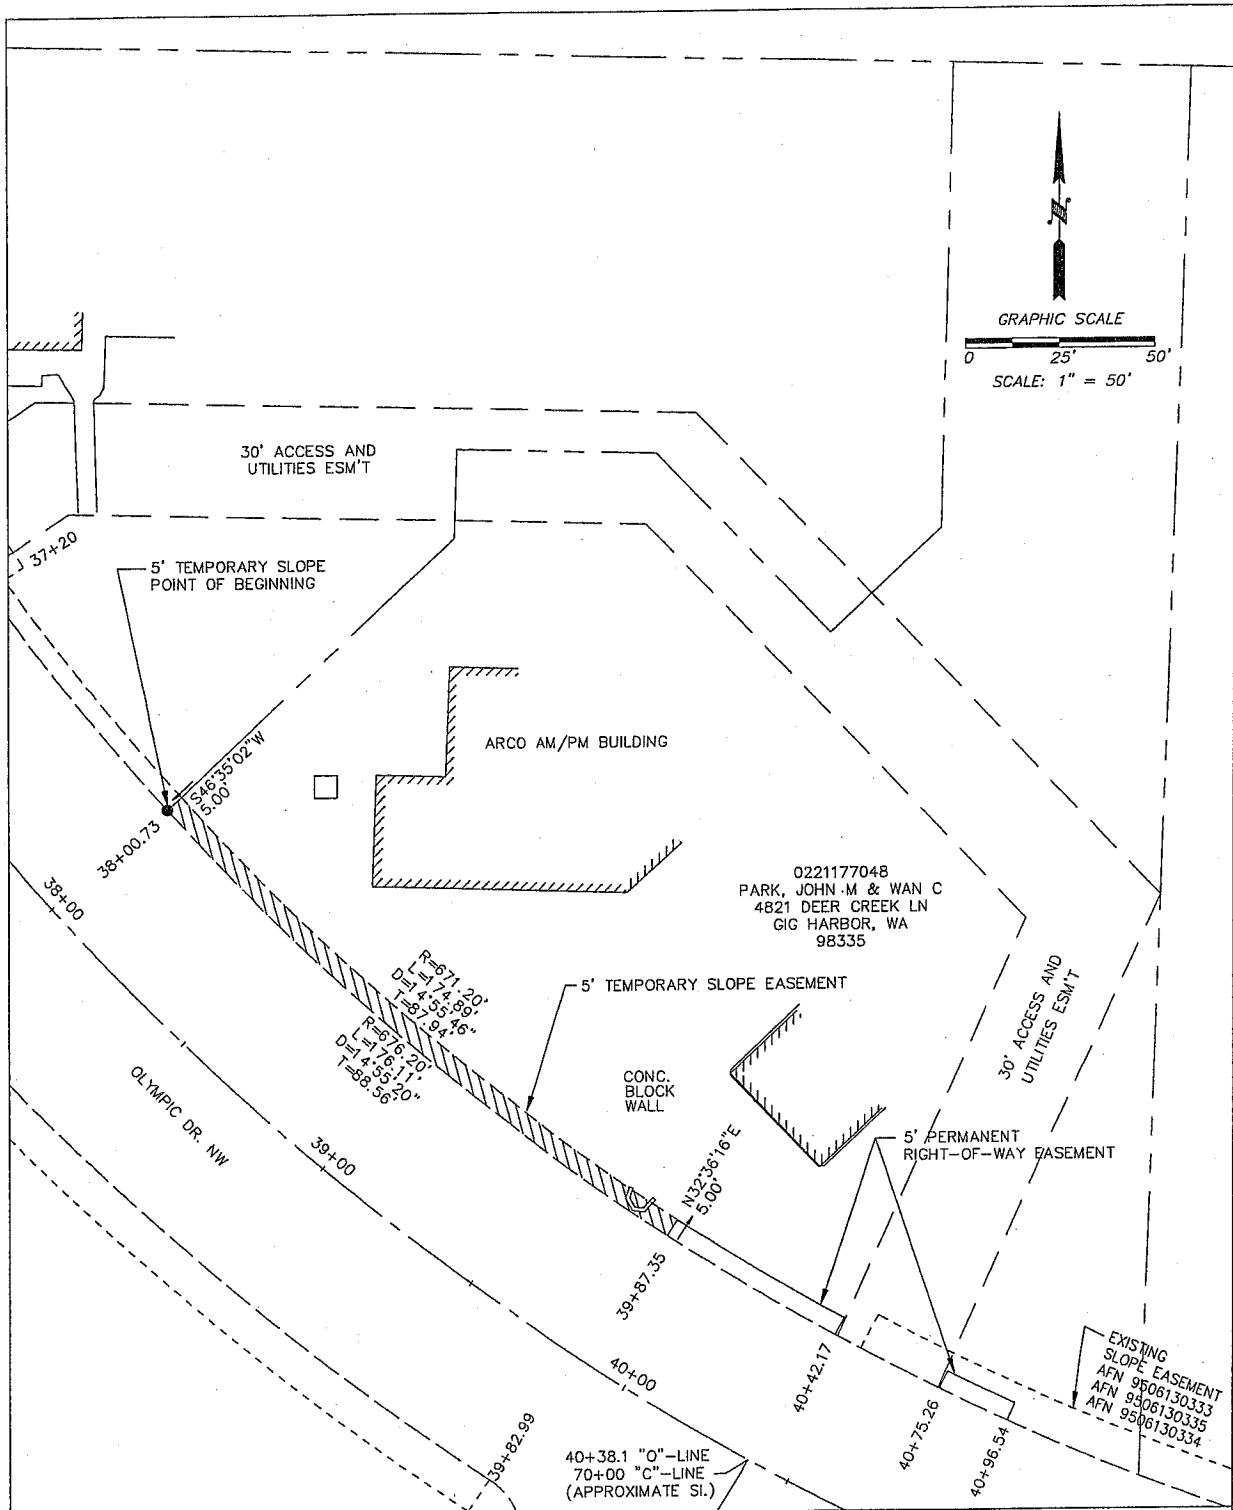 GRAPHIC SCALE
0 25' 50'
SCALE: 1" = 50'
30' ACCESS AND
UTILITIES ESM'T
37+20
5' TEMPORARY SLOPE
POINT OF BEGINNING
ARCO AM/PM BUILDING
S46°35'02"W
5.00'
38+00.73
38+00
0221177048
PARK, JOHN M & WAN C
4821 DEER CREEK LN
GIG HARBOR, WA
98335
R=671.20'
L=174.89'
D=14°55'46"
T=87.94'
R=676.20'
L=176.11'
D=14°55'20"
T=88.56'
5' TEMPORARY SLOPE EASEMENT
30' ACCESS AND
UTILITIES ESM'T
CONC.
BLOCK
WALL
OLYMPIC DR. NW
39+00
N32°36'16"E
5.00'
5' PERMANENT
RIGHT-OF-WAY EASEMENT
39+87.35
40+00
40+42.17
40+75.26
40+96.54
EXISTING
SLOPE EASEMENT
AFN 9506130333
AFN 9506130335
AFN 9506130334
39+82.99
40+38.1 "O"-LINE
70+00 "C"-LINE
(APPROXIMATE SI.)